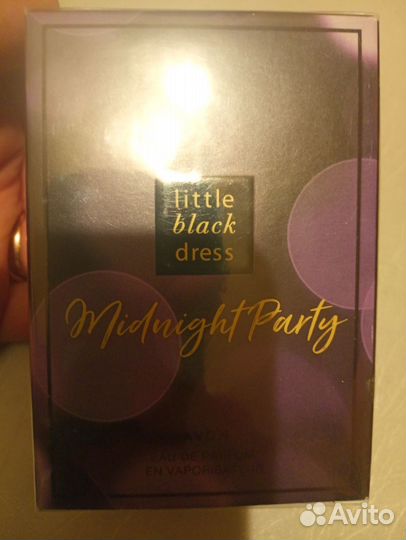 little
black
dress
Midnight Party
AVON
EAU DE PARFUM
EN VAPORISATEUR
Avito